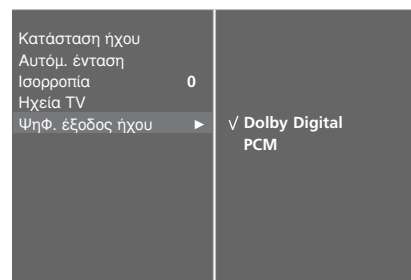 Κατάσταση ήχου
Αυτόμ. ένταση
Ισορροπία 0
Ηχεία TV
Ψηφ. έξοδος ήχου ►
√ Dolby Digital
PCM